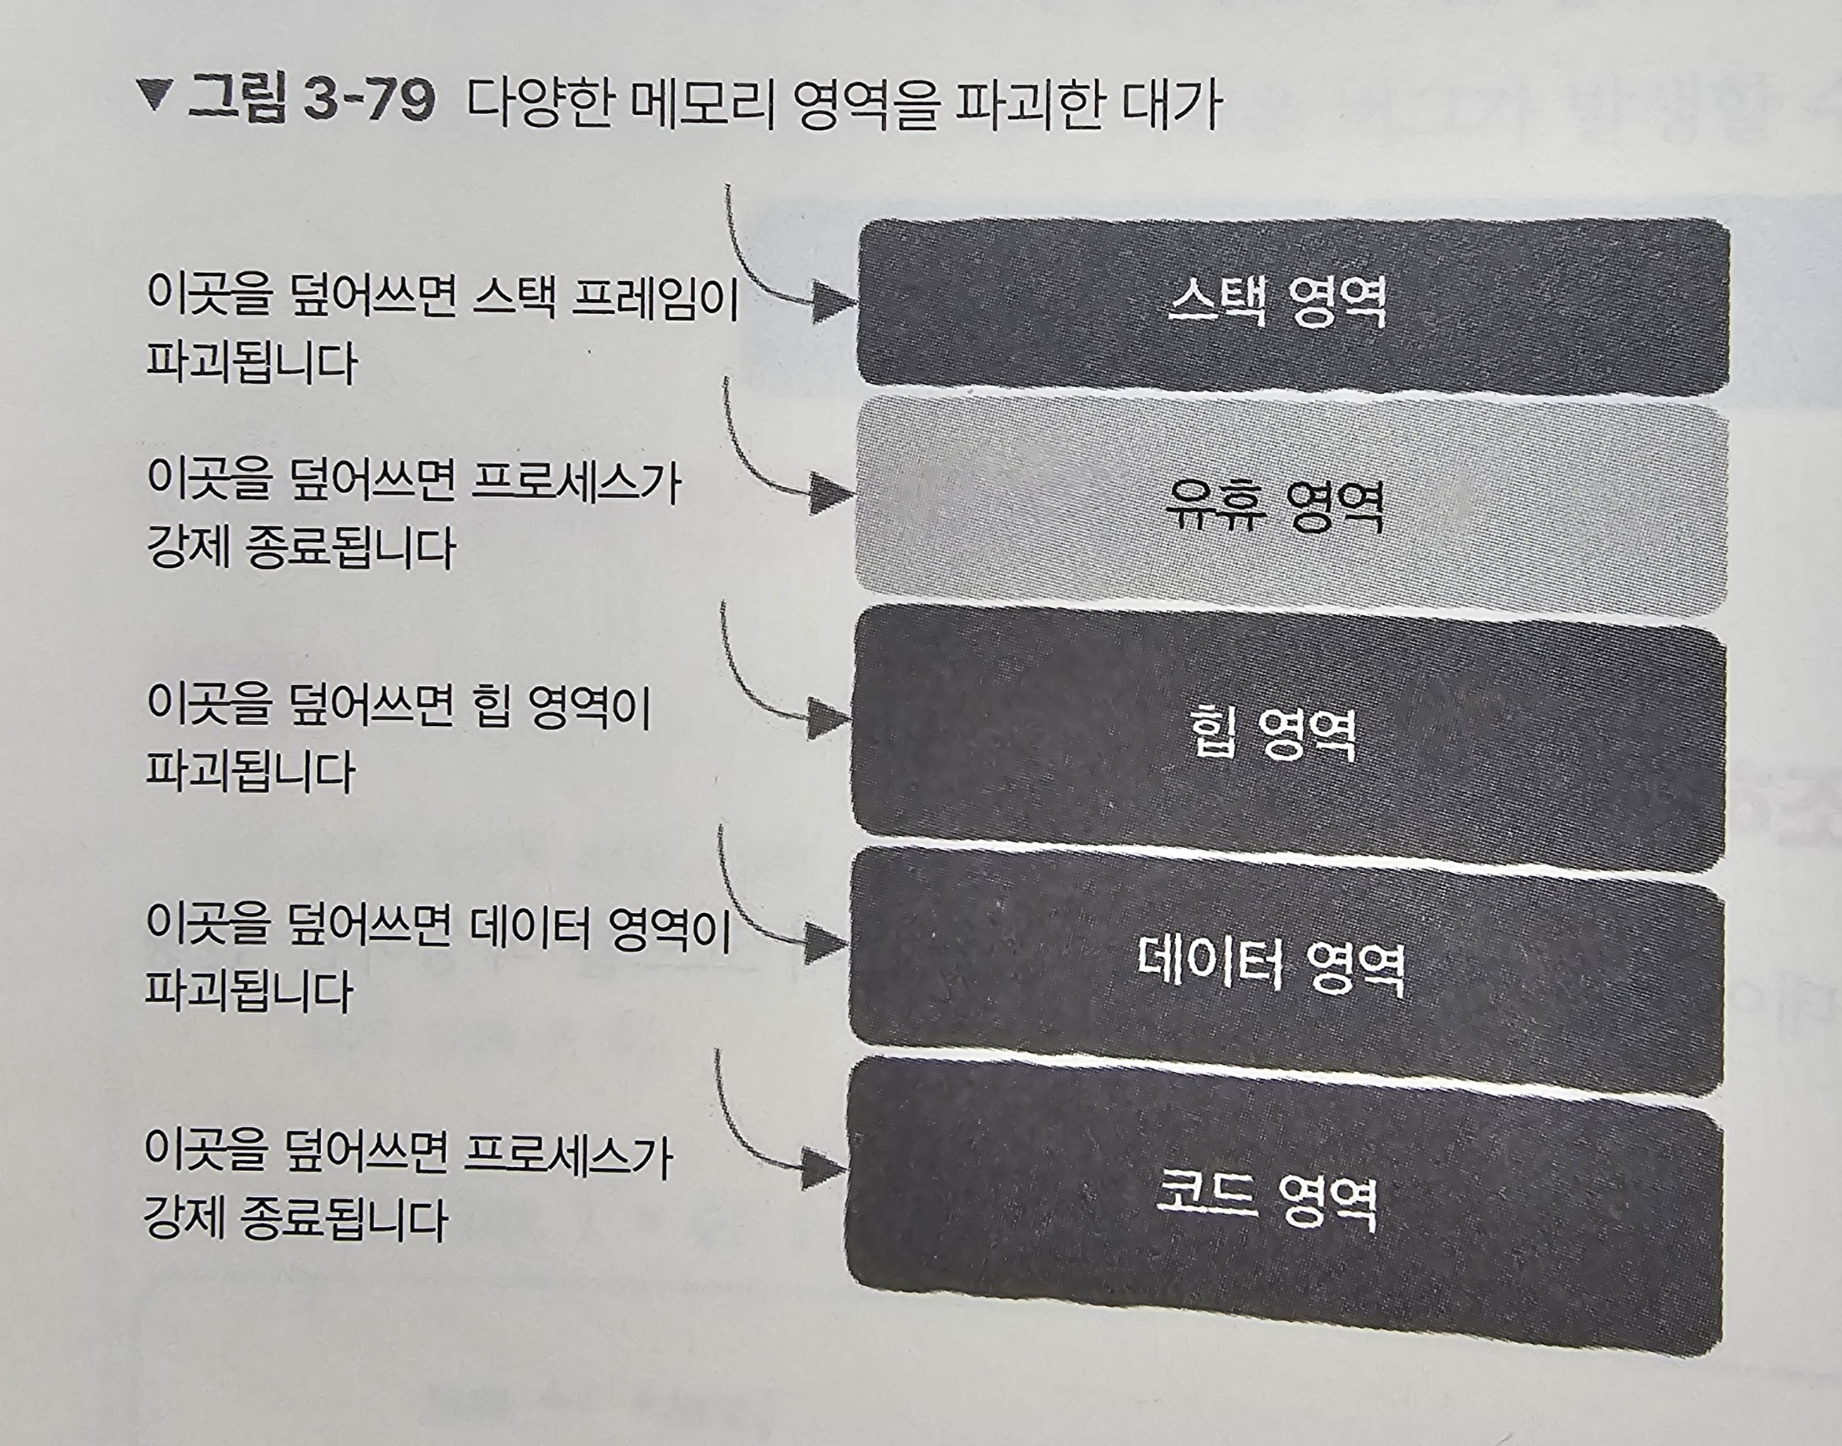 ▼ 그림 3-79 다양한 메모리 영역을 파괴한 대가
이곳을 덮어쓰면 스택 프레임이
파괴됩니다
스택 영역
이곳을 덮어쓰면 프로세스가
강제 종료됩니다
유휴 영역
이곳을 덮어쓰면 힙 영역이
파괴됩니다
힙 영역
이곳을 덮어쓰면 데이터 영역이
파괴됩니다
데이터 영역
이곳을 덮어쓰면 프로세스가
강제 종료됩니다
코드 영역